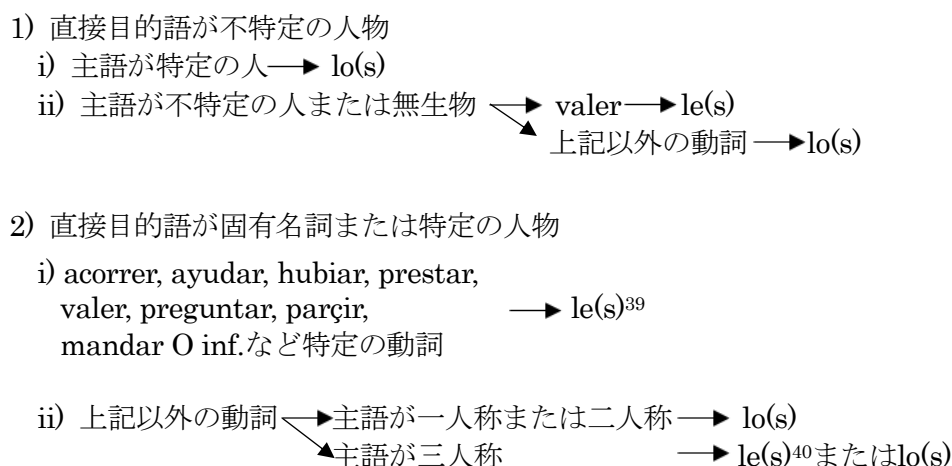 1) 直接目的語が不特定の人物
i) 主語が特定の人→ lo(s)
ii) 主語が不特定の人または無生物 → valer→le(s)
上記以外の動詞→lo(s)
2) 直接目的語が固有名詞または特定の人物
i) acorrer, ayudar, hubiar, prestar,
valer, preguntar, parçir, → le(s)39
mandar O inf.など特定の動詞
ii) 上記以外の動詞→主語が一人称または二人称→ lo(s)
主語が三人称 → le(s)40またはlo(s)